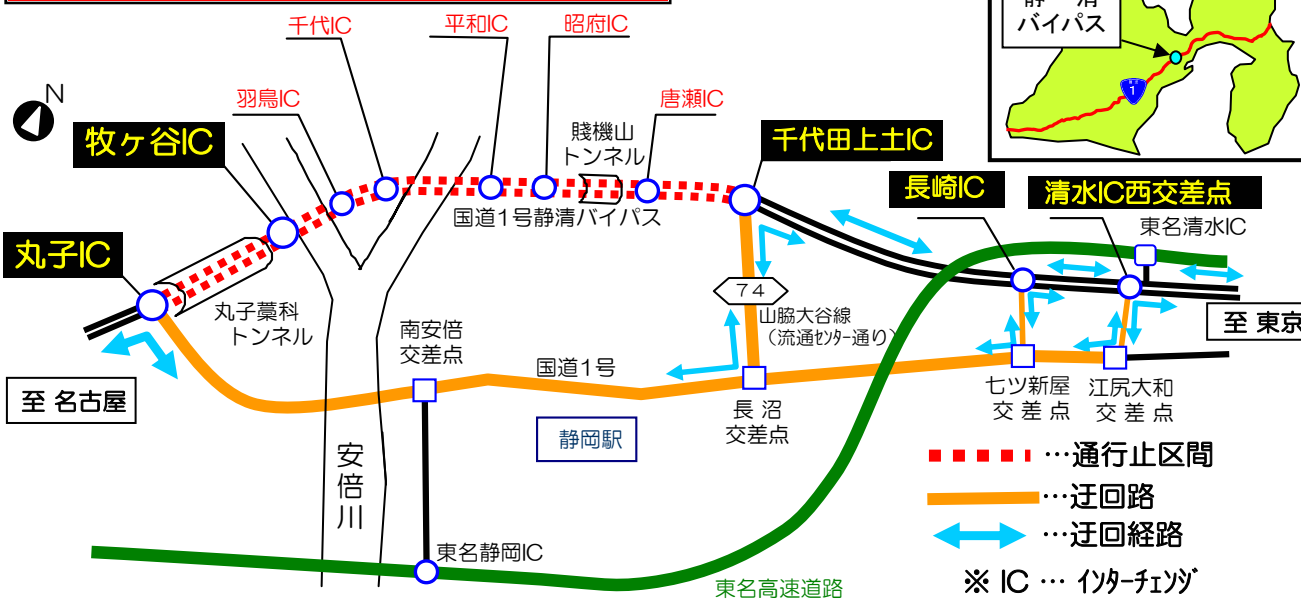 千代IC
平和IC
昭府IC
静 清
バイパス
1
N
羽鳥IC
唐瀬IC
牧ヶ谷IC
賤機山
トンネル
千代田上土IC
長崎IC
清水IC西交差点
国道1号静清バイパス
東名清水IC
丸子IC
74
丸子藁科
トンネル
山脇大谷線
（流通センター通り）
至 東京
南安倍
交差点
国道1号
至 名古屋
七ツ新屋
交 差 点
江尻大和
交 差 点
長 沼
交差点
静岡駅
安倍川
…通行止区間
…迂回路
…迂回経路
東名静岡IC
東名高速道路
※ IC … インターチェンジ